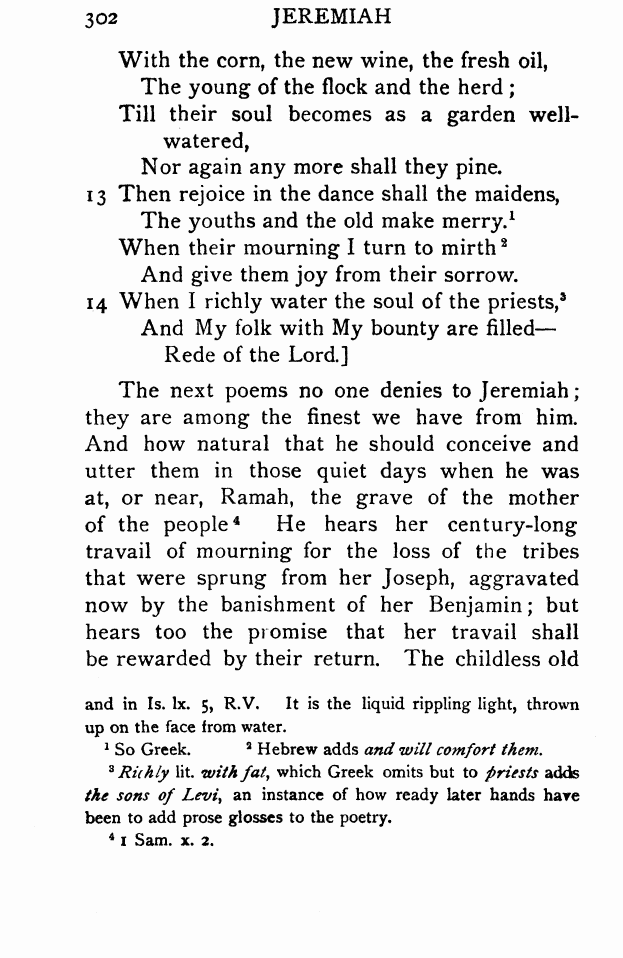 302 JEREMIAH
With the corn, the new wine, the fresh oil,
The young of the flock and the herd ;
Till their soul becomes as a garden well-
watered,
Nor again any more shall they pine.
13 Then rejoice in the dance shall the maidens,
The youths and the old make merry.¹
When their mourning I turn to mirth ²
And give them joy from their sorrow.
14 When I richly water the soul of the priests,³
And My folk with My bounty are filled—
Rede of the Lord.]
The next poems no one denies to Jeremiah ;
they are among the finest we have from him.
And how natural that he should conceive and
utter them in those quiet days when he was
at, or near, Ramah, the grave of the mother
of the people ⁴ He hears her century-long
travail of mourning for the loss of the tribes
that were sprung from her Joseph, aggravated
now by the banishment of her Benjamin ; but
hears too the promise that her travail shall
be rewarded by their return. The childless old
and in Is. lx. 5, R.V. It is the liquid rippling light, thrown
up on the face from water.
¹ So Greek. ² Hebrew adds and will comfort them.
³ Richly lit. with fat, which Greek omits but to priests adds
the sons of Levi, an instance of how ready later hands have
been to add prose glosses to the poetry.
⁴ 1 Sam. x. 2.